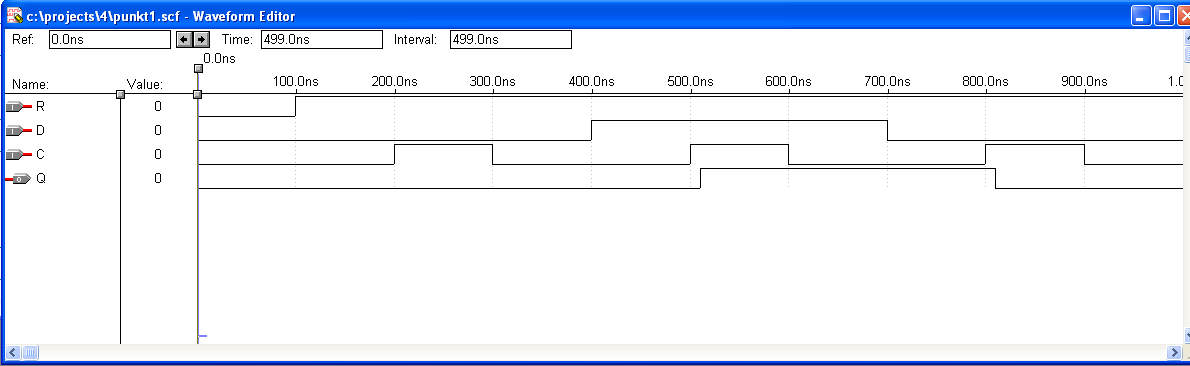 c:\projects\4\punkt1.scf - Waveform Editor
Ref: 0.0ns Time: 499.0ns Interval: 499.0ns
0.0ns
Name: Value: 100.0ns 200.0ns 300.0ns 400.0ns 500.0ns 600.0ns 700.0ns 800.0ns 900.0ns 1.0
R 0
D 0
C 0
Q 0